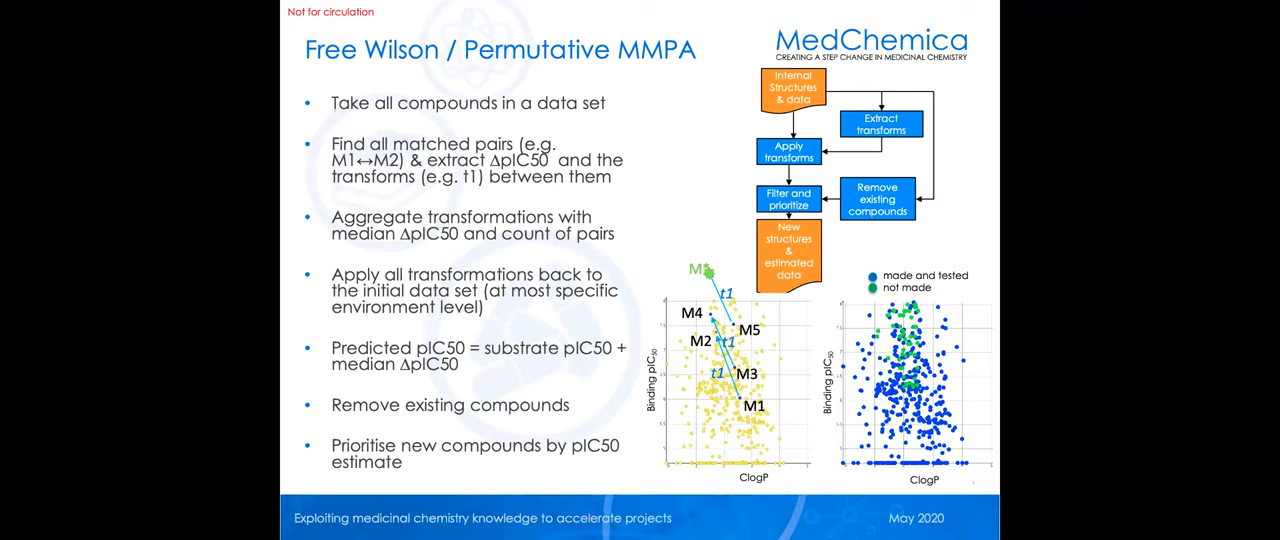 Not for circulation
Free Wilson / Permutative MMPA
MedChemica
CREATING A STEP CHANGE IN MEDICINAL CHEMISTRY
• Take all compounds in a data set
• Find all matched pairs (e.g.
M1↔M2) & extract ΔpIC50 and the
transforms (e.g. t1) between them
• Aggregate transformations with
median ΔpIC50 and count of pairs
• Apply all transformations back to
the initial data set (at most specific
environment level)
• Predicted pIC50 = substrate pIC50 +
median ΔpIC50
• Remove existing compounds
• Prioritise new compounds by pIC50
estimate
Internal
Structures
& data
Extract
transforms
Apply
transforms
Filter and
prioritize
Remove
existing
compounds
New
structures
&
estimated
data
t1
M4
M5
M2
t1
t1
M3
M1
Binding pIC50
ClogP
made and tested
not made
Binding pIC50
ClogP
Exploiting medicinal chemistry knowledge to accelerate projects
May 2020